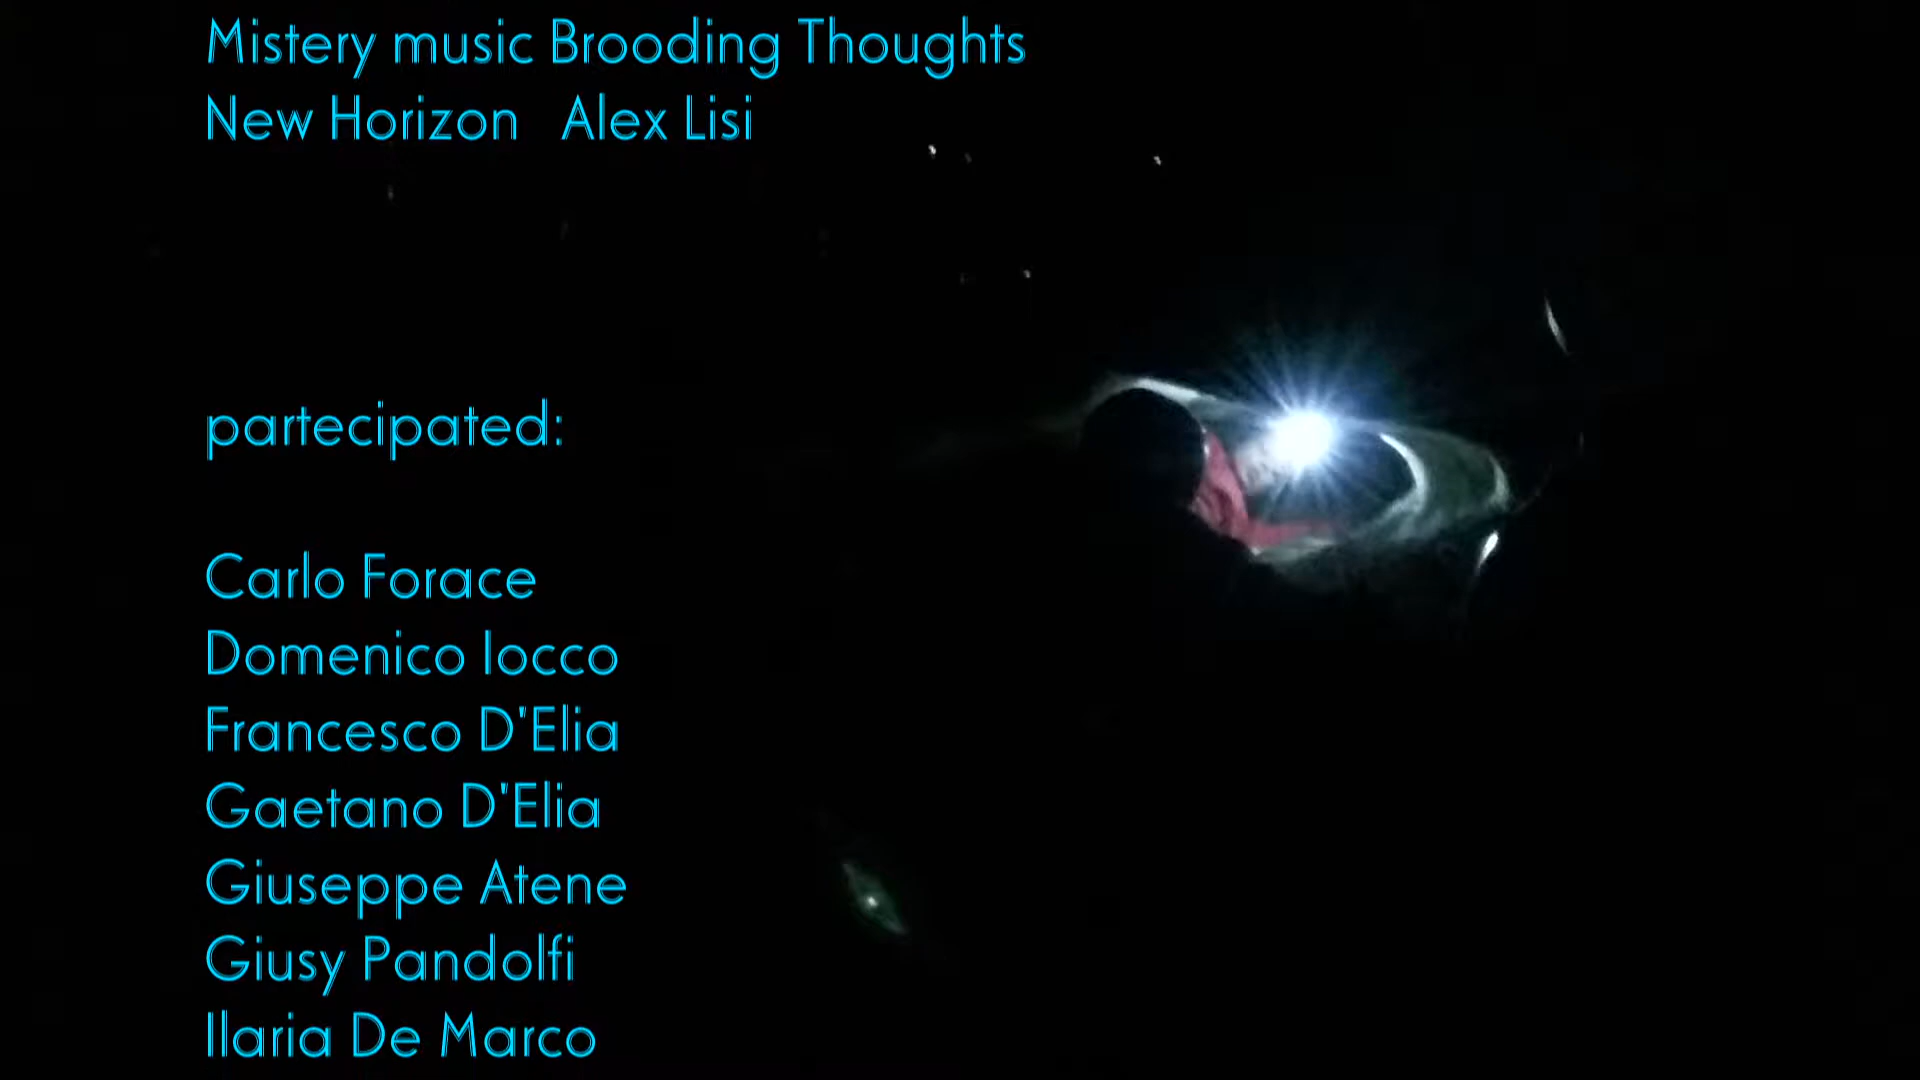 Mistery music Brooding Thoughts
New Horizon   Alex Lisi
partecipated:
Carlo Forace
Domenico Iocco
Francesco D'Elia
Gaetano D'Elia
Giuseppe Atene
Giusy Pandolfi
Ilaria De Marco